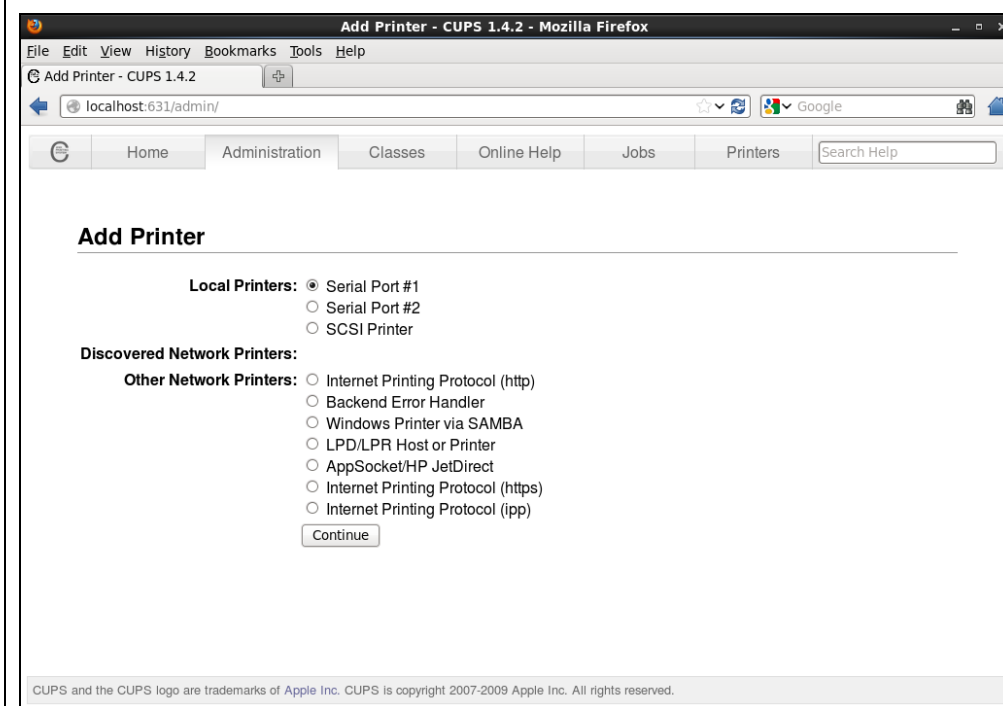 Add Printer - CUPS 1.4.2 - Mozilla Firefox
File Edit View History Bookmarks Tools Help
Add Printer - CUPS 1.4.2
localhost:631/admin/
Google
Home Administration Classes Online Help Jobs Printers Search Help
Add Printer
Local Printers: Serial Port #1
Serial Port #2
SCSI Printer
Discovered Network Printers:
Other Network Printers: Internet Printing Protocol (http)
Backend Error Handler
Windows Printer via SAMBA
LPD/LPR Host or Printer
AppSocket/HP JetDirect
Internet Printing Protocol (https)
Internet Printing Protocol (ipp)
Continue
CUPS and the CUPS logo are trademarks of Apple Inc. CUPS is copyright 2007-2009 Apple Inc. All rights reserved.